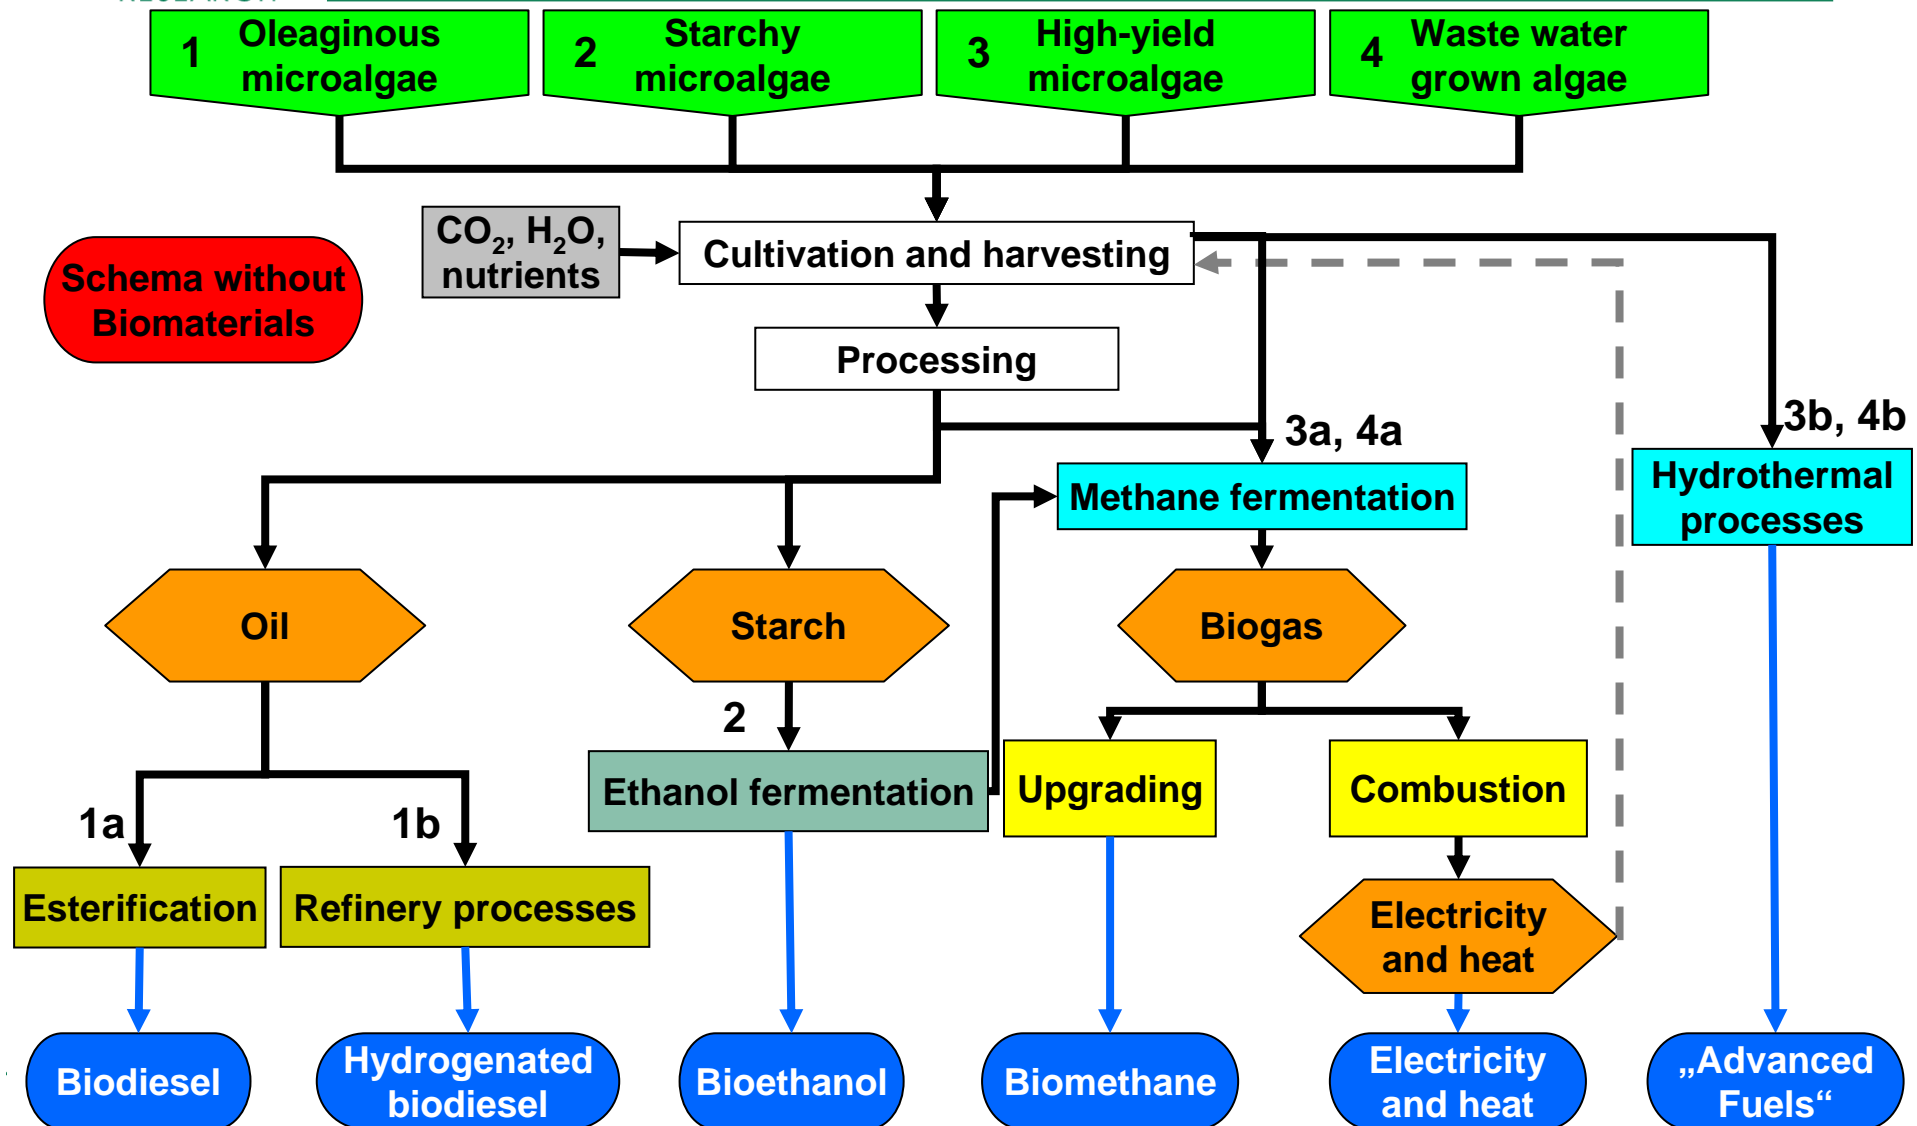 1 Oleaginous
microalgae
2 Starchy
microalgae
3 High-yield
microalgae
4 Waste water
grown algae
CO2, H2O,
nutrients
Cultivation and harvesting
Schema without
Biomaterials
Processing
3a, 4a
3b, 4b
Methane fermentation
Hydrothermal
processes
Oil
Starch
Biogas
2
Ethanol fermentation
Upgrading
Combustion
1a
1b
Esterification
Refinery processes
Electricity
and heat
Biodiesel
Hydrogenated
biodiesel
Bioethanol
Biomethane
Electricity
and heat
„Advanced
Fuels“